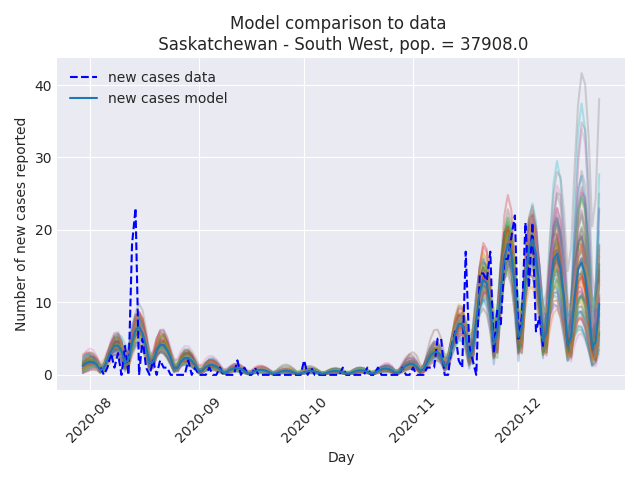 Model comparison to data
Saskatchewan - South West, pop. = 37908.0
new cases data
new cases model
Number of new cases reported
40
30
20
10
0
2020-08
2020-09
2020-10
2020-11
2020-12
Day